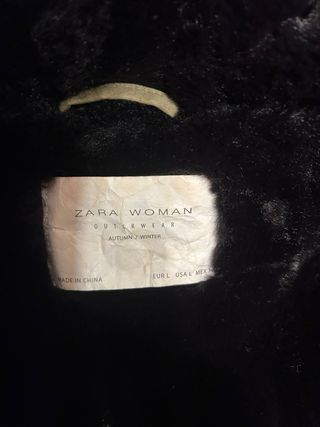 ZARA WOMAN
OUTERWEAR
AUTUMN / WINTER
MADE IN CHINA
EUR L USA L MEX